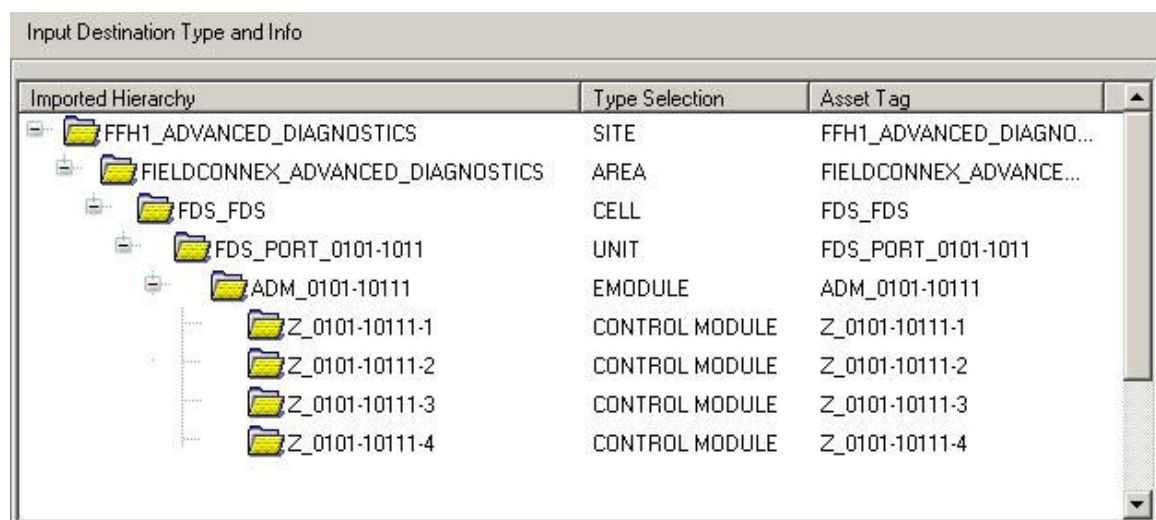 Input Destination Type and Info
Imported Hierarchy Type Selection Asset Tag
FFH1_ADVANCED_DIAGNOSTICS SITE FFH1_ADVANCED_DIAGNO...
FIELDCONNEX_ADVANCED_DIAGNOSTICS AREA FIELDCONNEX_ADVANCE...
FDS_FDS CELL FDS_FDS
FDS_PORT_0101-1011 UNIT FDS_PORT_0101-1011
ADM_0101-10111 EMODULE ADM_0101-10111
Z_0101-10111-1 CONTROL MODULE Z_0101-10111-1
Z_0101-10111-2 CONTROL MODULE Z_0101-10111-2
Z_0101-10111-3 CONTROL MODULE Z_0101-10111-3
Z_0101-10111-4 CONTROL MODULE Z_0101-10111-4